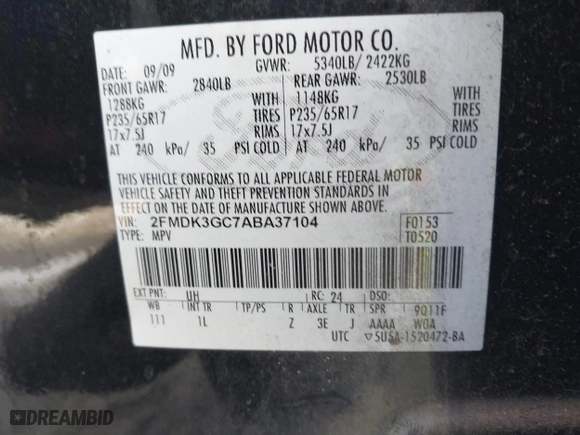 MFD. BY FORD MOTOR CO.
DATE: 09/09 GVWR: 5340LB/ 2422KG
FRONT GAWR: 2840LB REAR GAWR: 2530LB
1288KG WITH 1148KG WITH
P235/65R17 TIRES P235/65R17 TIRES
17x7.5J RIMS 17x7.5J RIMS
AT 240 kPa/ 35 PSI COLD AT 240 kPa/ 35 PSI COLD
THIS VEHICLE CONFORMS TO ALL APPLICABLE FEDERAL MOTOR
VEHICLE SAFETY AND THEFT PREVENTION STANDARDS IN
EFFECT ON THE DATE OF MANUFACTURE SHOWN ABOVE.
VIN: 2FMDK3GC7ABA37104 F0153
TYPE: MPV T0520
EXT PNT: UH RC: 24 DSO:
WB INT TR TP/PS R AXLE TR SPR 9Q11F
111 1L Z 3E J AAAA WQA
UTC ▽5U5A-1520472-BA
DREAMBID